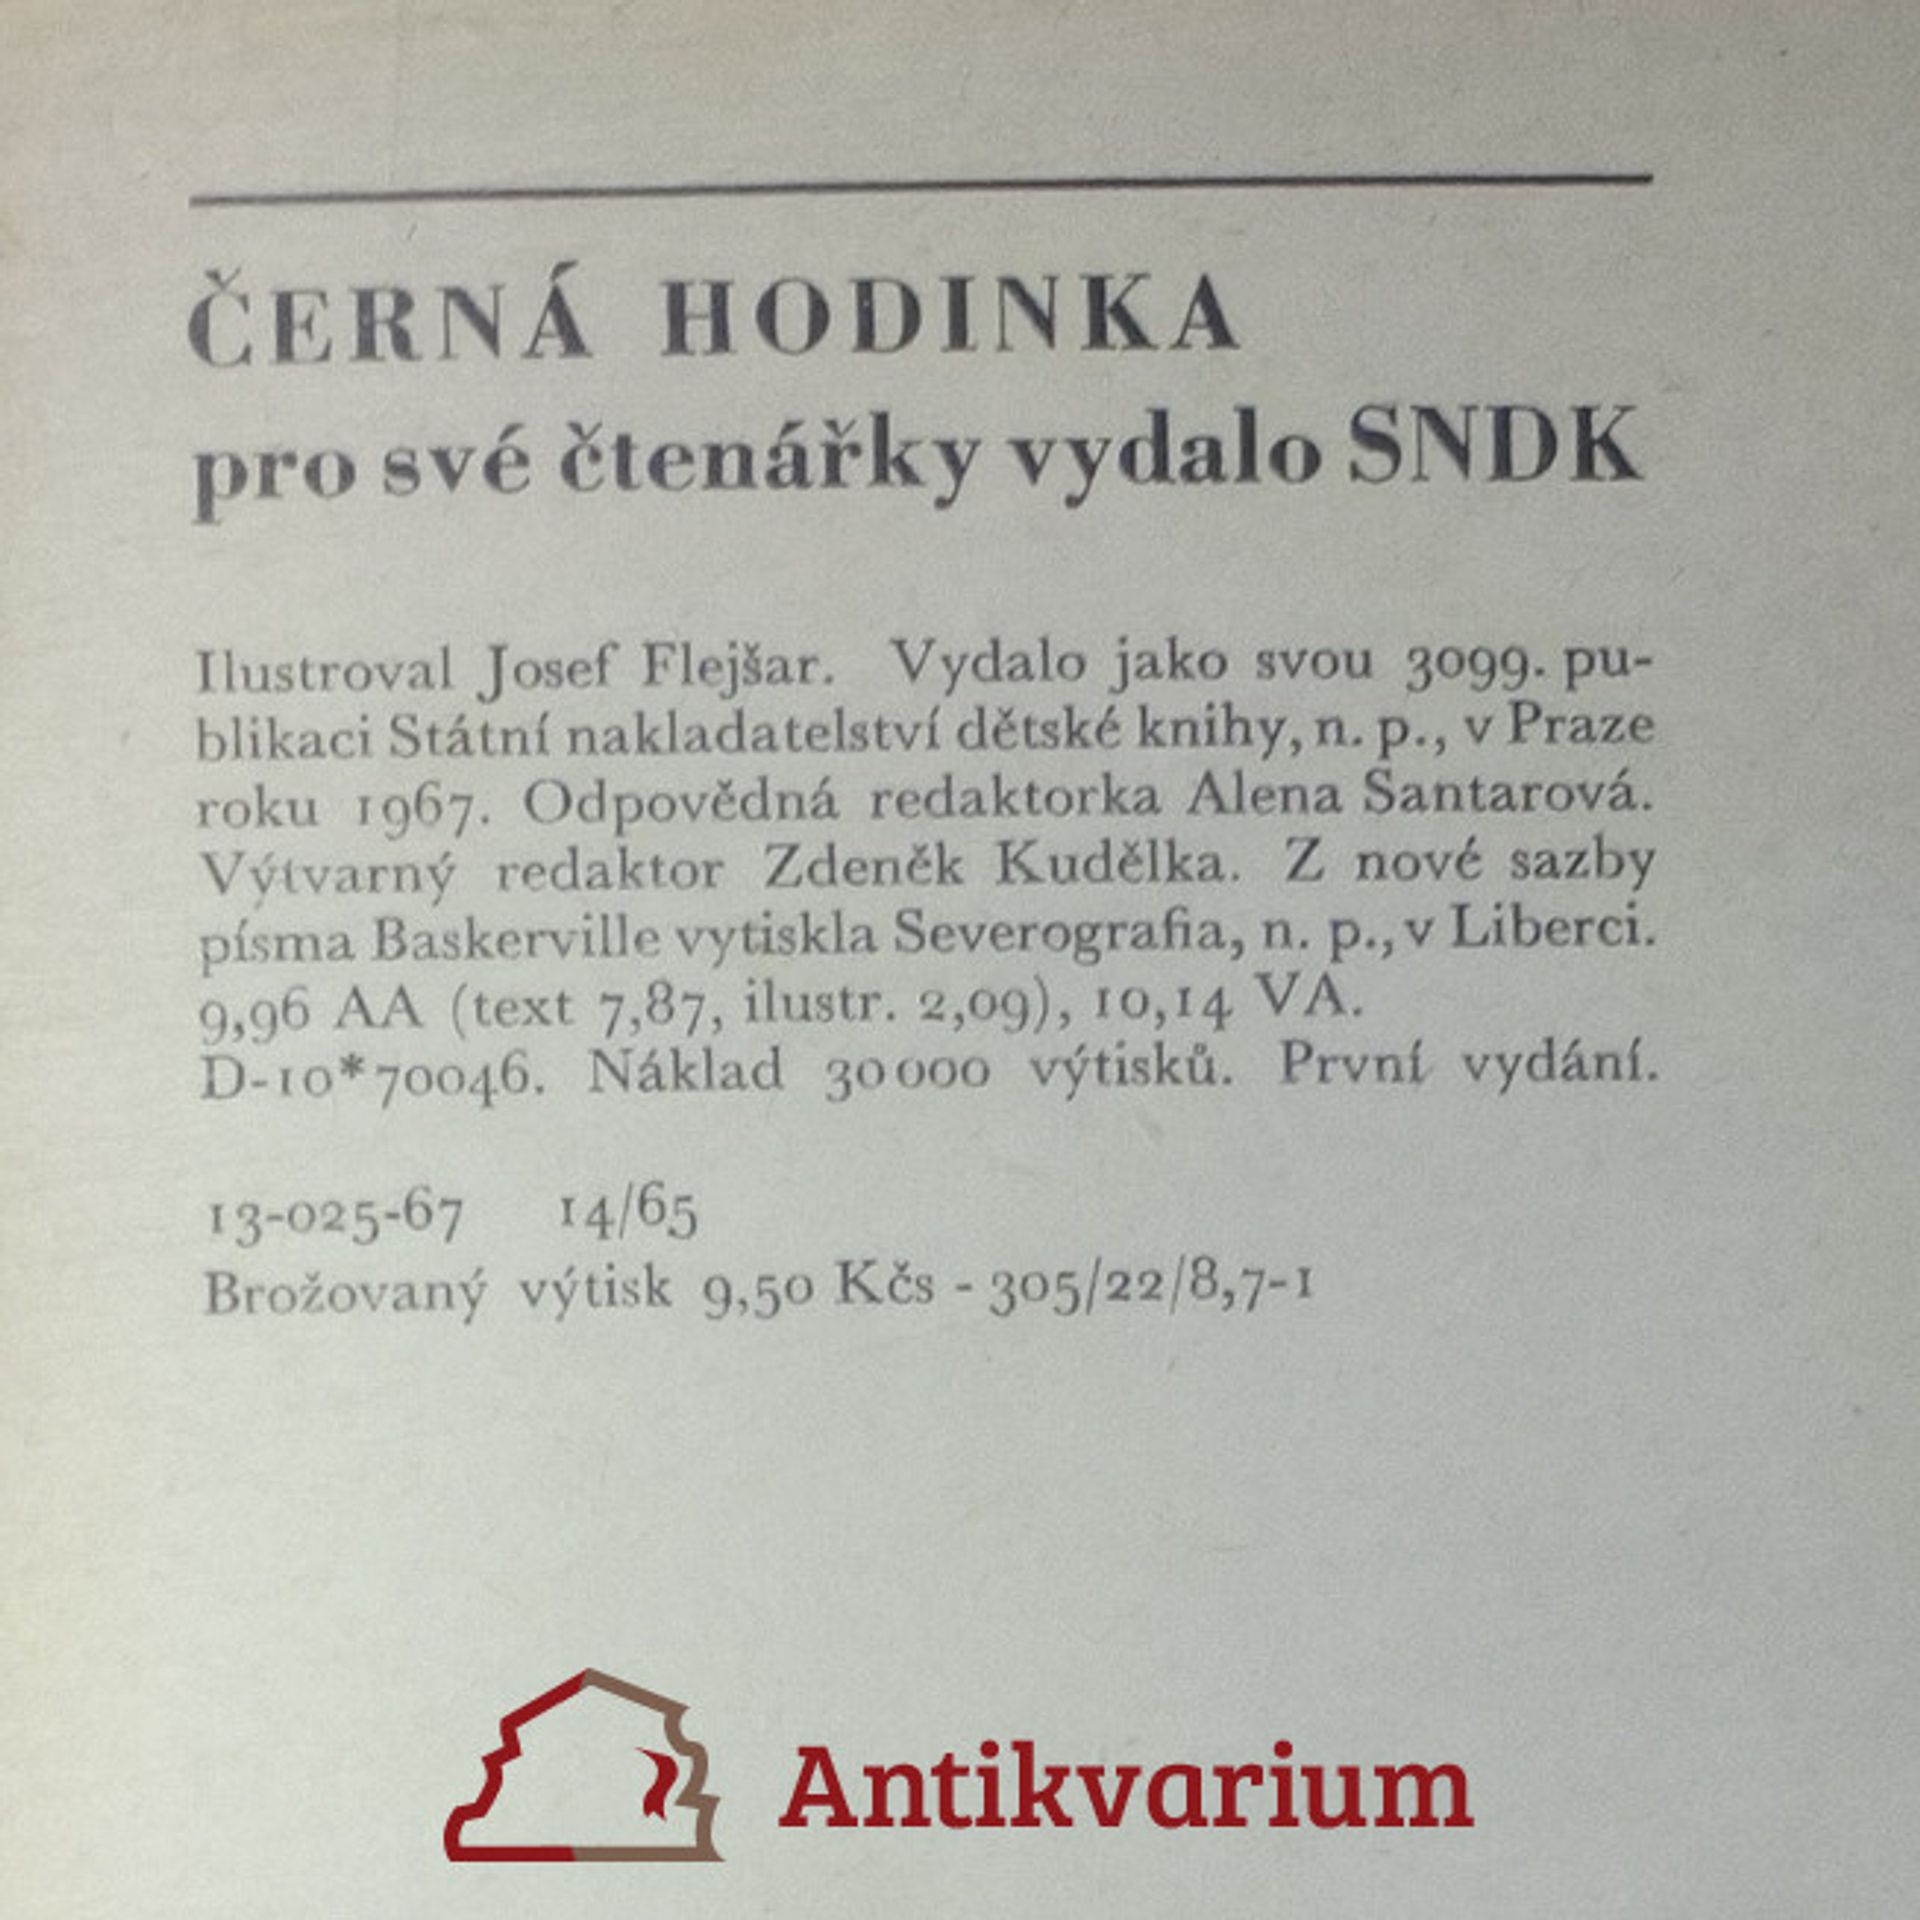 ČERNÁ HODINKA
pro své čtenářky vydalo SNDK
Ilustroval Josef Flejšar. Vydalo jako svou 3099. pu-
blikaci Státní nakladatelství dětské knihy, n. p., v Praze
roku 1967. Odpovědná redaktorka Alena Santarová.
Výtvarný redaktor Zdeněk Kudělka. Z nové sazby
písma Baskerville vytiskla Severografia, n. p., v Liberci.
9,96 AA (text 7,87, ilustr. 2,09), 10,14 VA.
D-10*70046. Náklad 30000 výtisků. První vydání.
13-025-67 14/65
Brožovaný výtisk 9,50 Kčs - 305/22/8,7-1
Antikvarium